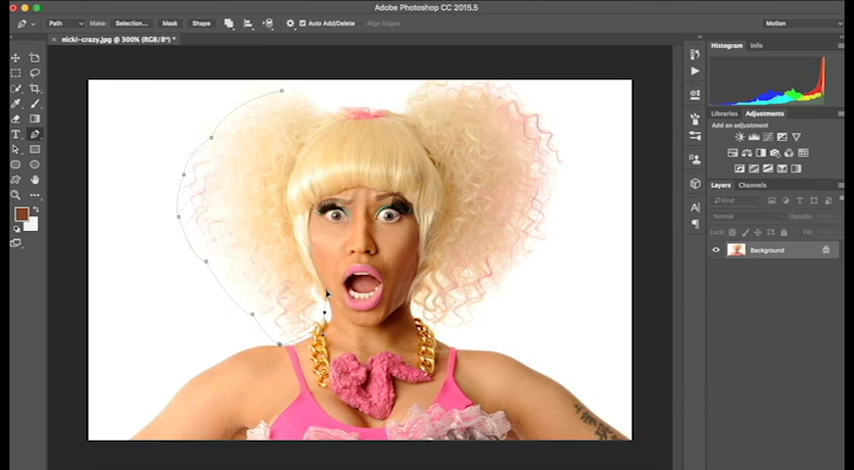 Adobe Photoshop CC 2015.5
Path Make: Selection... Mask Shape Auto Add/Delete Align Edges Motion
× nicki-crazy.jpg @ 300% (RGB/8*) *
Histogram Info
Libraries Adjustments
Add an adjustment
Layers Channels
Kind
Normal Opacity:
Lock: Fill:
Background